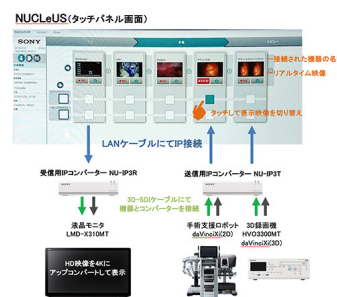 NUCLeUS(タッチパネル画面)
SONY
接続された機器の名
リアルタイム映像
タッチして表示映像を切り替え
LANケーブルにてIP接続
受信用IPコンバーター NU-IP3R
送信用IPコンバーター NU-IP3T
3D-SDIケーブルにて
機器とコンバーターを接続
液晶モニタ
LMD-X310MT
手術支援ロボット
daVinciXi(2D)
3D録画機
HVO3300MT
daVinciXi(3D)
HD映像を4Kに
アップコンバートして表示